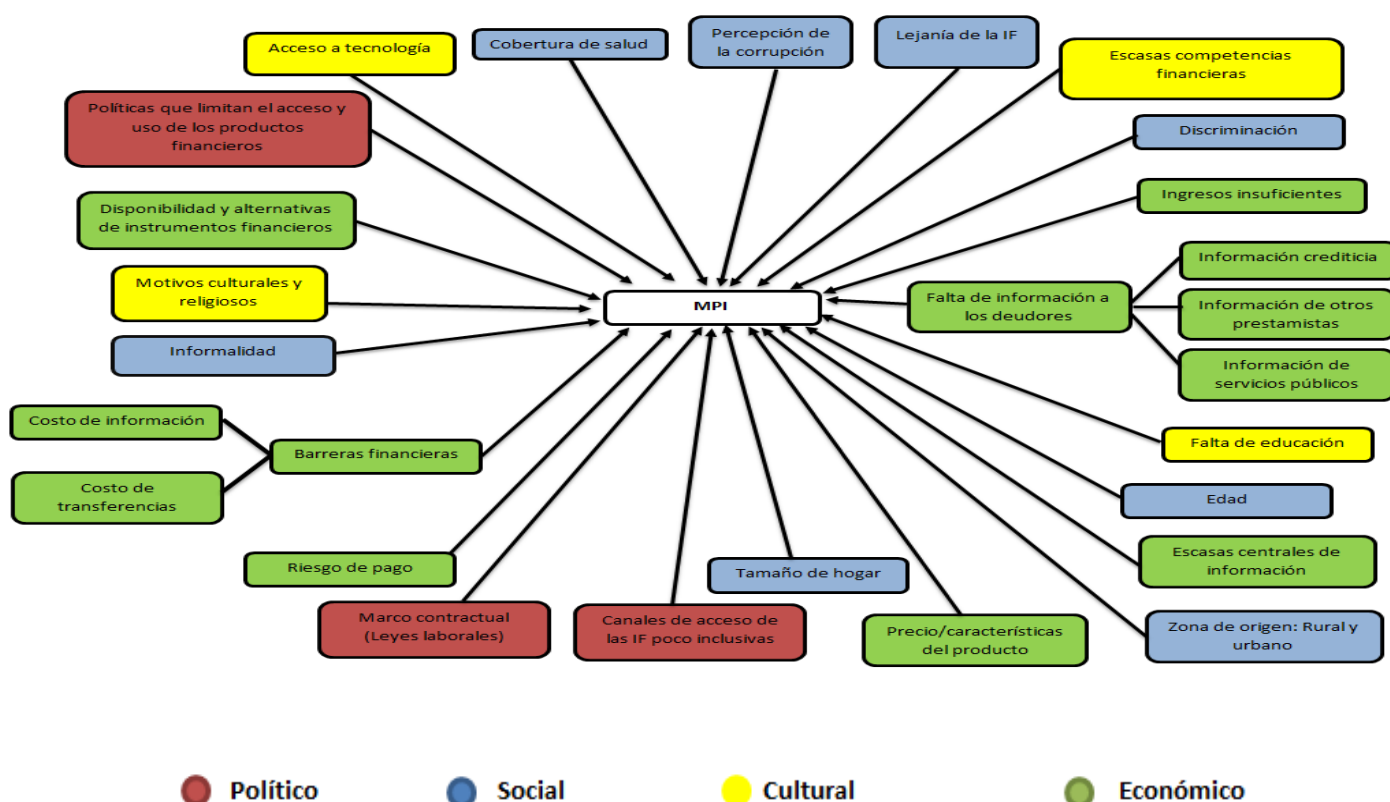 Acceso a tecnología
Cobertura de salud
Percepción de
la corrupción
Lejanía de la IF
Escasas competencias
financieras
Políticas que limitan el acceso y
uso de los productos
financieros
Discriminación
Disponibilidad y alternativas
de instrumentos financieros
Ingresos insuficientes
Motivos culturales y
religiosos
MPI
Falta de información a
los deudores
Información crediticia
Información de otros
prestamistas
Información de
servicios públicos
Informalidad
Costo de información
Barreras financieras
Costo de
transferencias
Falta de educación
Edad
Riesgo de pago
Tamaño de hogar
Escasas centrales de
información
Marco contractual
(Leyes laborales)
Canales de acceso de
las IF poco inclusivas
Precio/características
del producto
Zona de origen: Rural y
urbano
Político
Social
Cultural
Económico